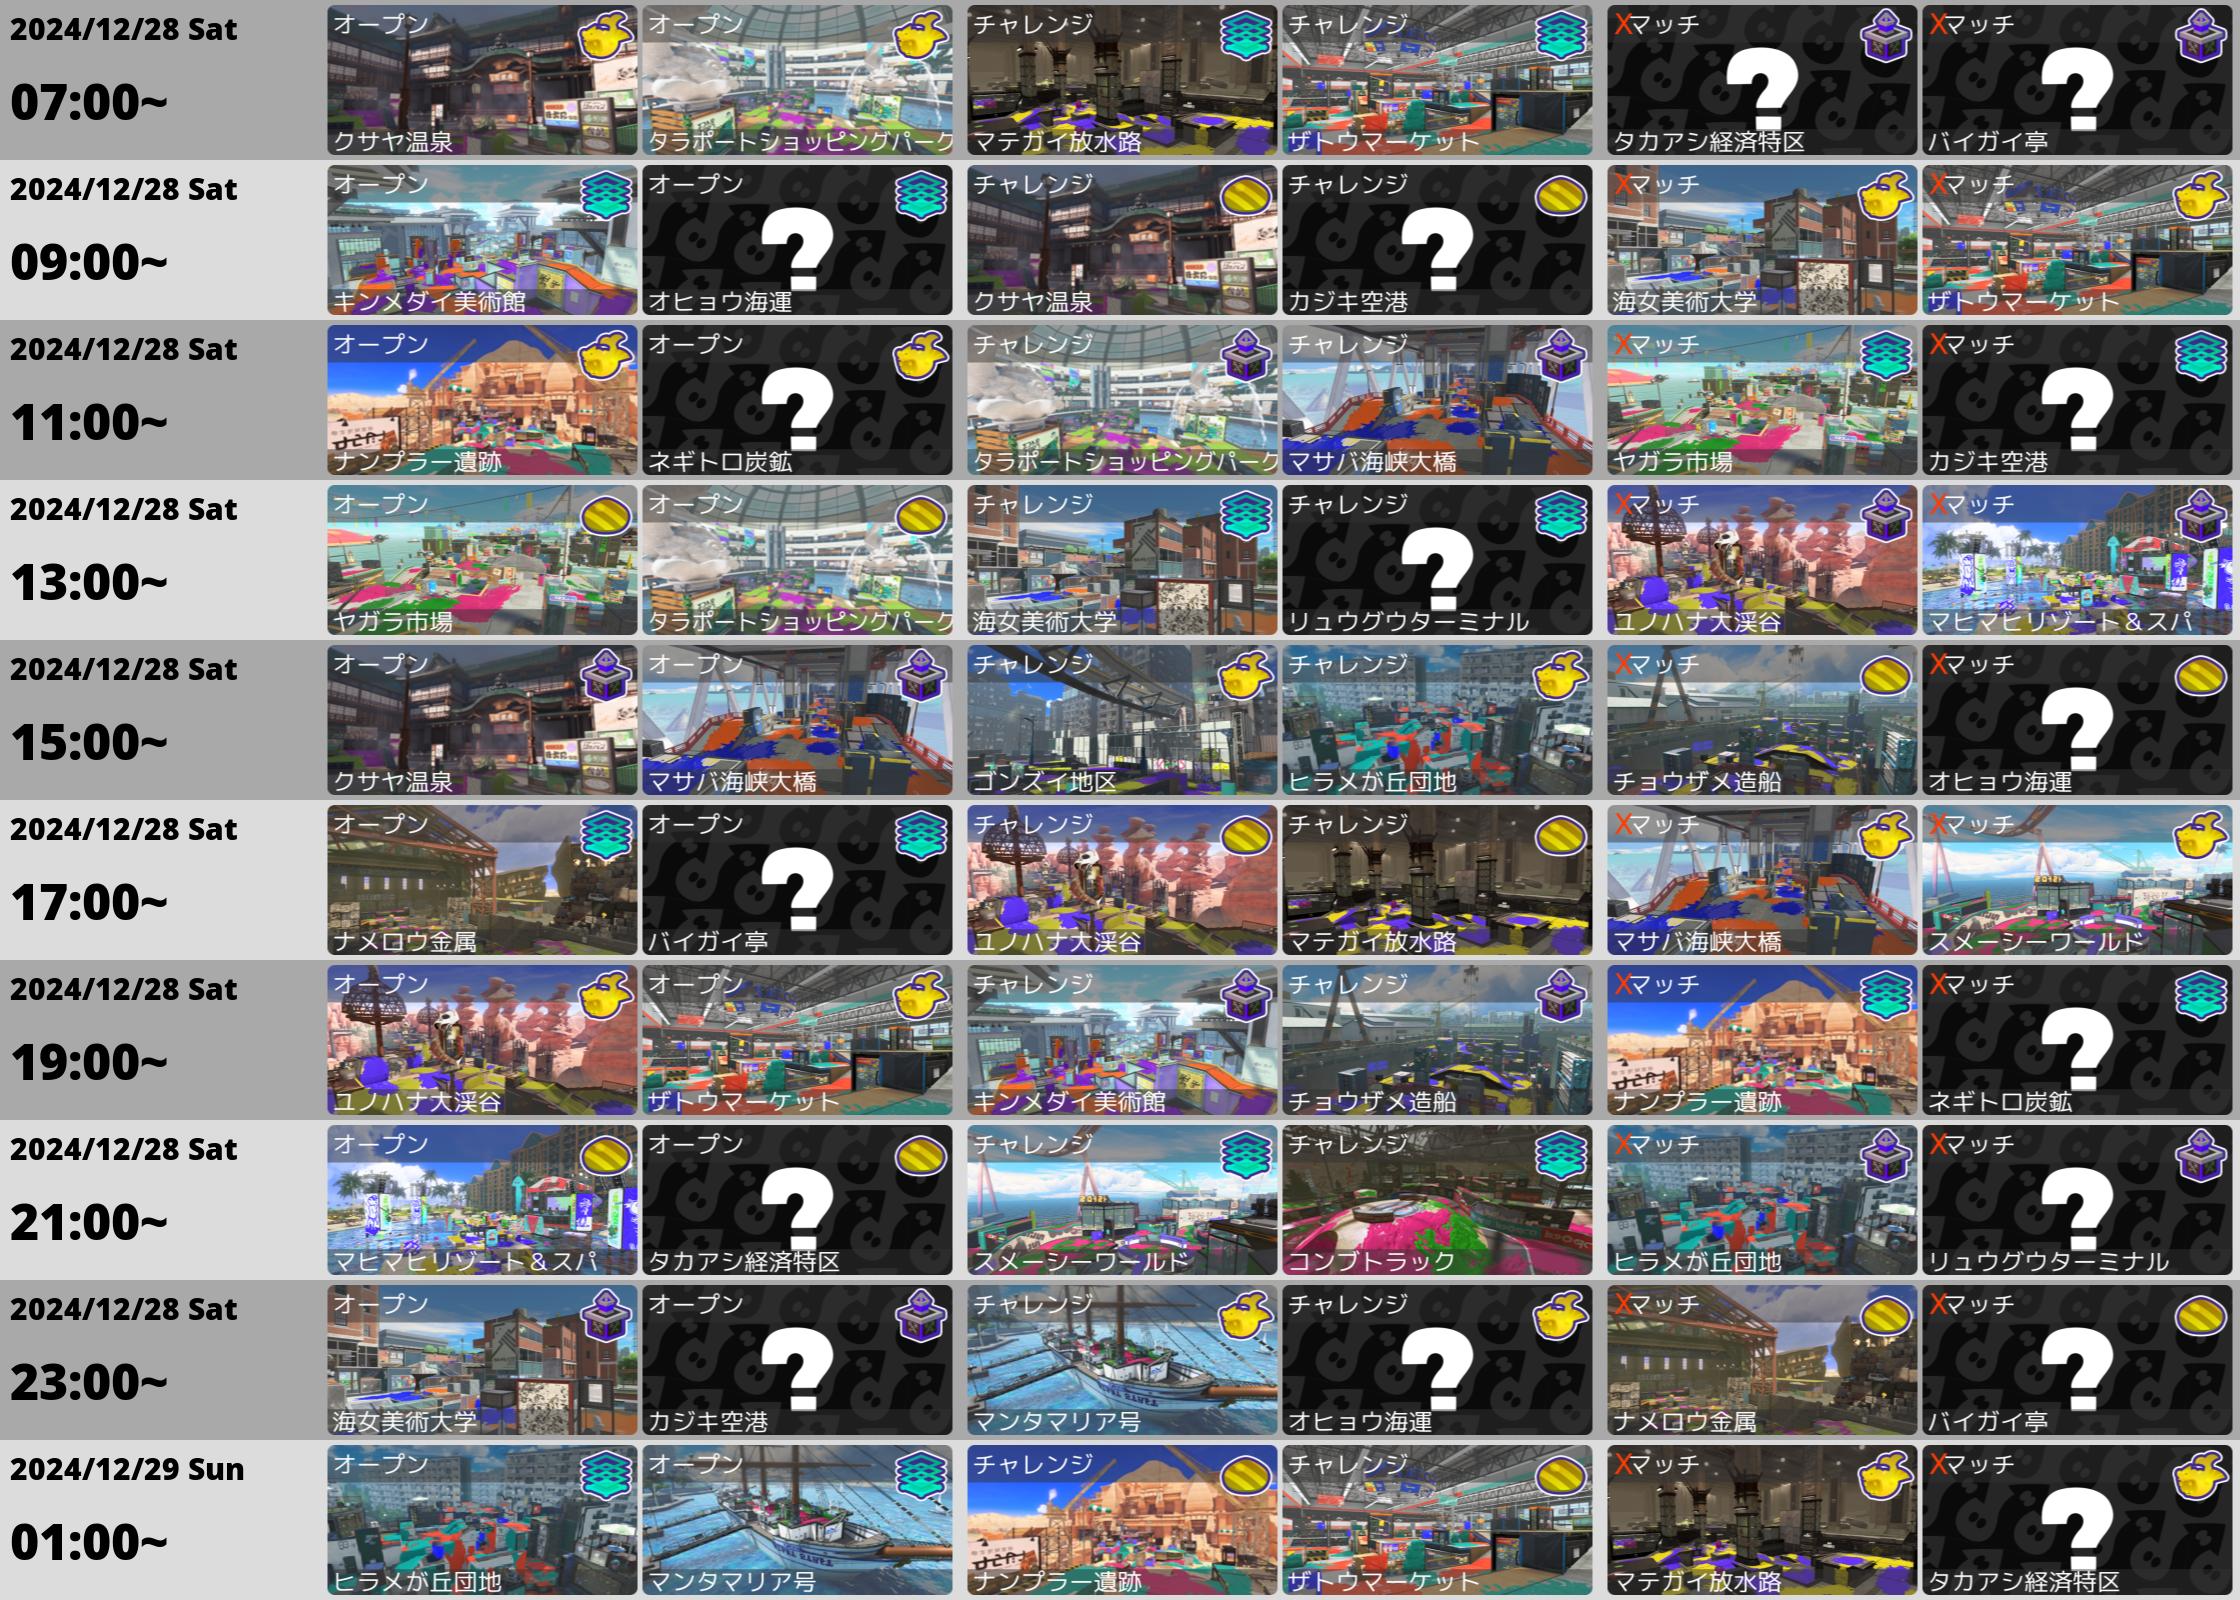 2024/12/28 Sat
07:00~
オープン
クサヤ温泉
オープン
タラポートショッピングパーク
チャレンジ
マテガイ放水路
チャレンジ
ザトウマーケット
Xマッチ
タカアシ経済特区
Xマッチ
バイガイ亭
2024/12/28 Sat
09:00~
オープン
キンメダイ美術館
オープン
オヒョウ海運
チャレンジ
クサヤ温泉
チャレンジ
カジキ空港
Xマッチ
海女美術大学
Xマッチ
ザトウマーケット
2024/12/28 Sat
11:00~
オープン
ナンプラー遺跡
オープン
ネギトロ炭鉱
チャレンジ
タラポートショッピングパーク
チャレンジ
マサバ海峡大橋
Xマッチ
ヤガラ市場
Xマッチ
カジキ空港
2024/12/28 Sat
13:00~
オープン
ヤガラ市場
オープン
タラポートショッピングパーク
チャレンジ
海女美術大学
チャレンジ
リュウグウターミナル
Xマッチ
ユノハナ大渓谷
Xマッチ
マヒマヒリゾート＆スパ
2024/12/28 Sat
15:00~
オープン
クサヤ温泉
オープン
マサバ海峡大橋
チャレンジ
ゴンズイ地区
チャレンジ
ヒラメが丘団地
Xマッチ
チョウザメ造船
Xマッチ
オヒョウ海運
2024/12/28 Sat
17:00~
オープン
ナメロウ金属
オープン
バイガイ亭
チャレンジ
ユノハナ大渓谷
チャレンジ
マテガイ放水路
Xマッチ
マサバ海峡大橋
Xマッチ
スメーシーワールド
2024/12/28 Sat
19:00~
オープン
ユノハナ大渓谷
オープン
ザトウマーケット
チャレンジ
キンメダイ美術館
チャレンジ
チョウザメ造船
Xマッチ
ナンプラー遺跡
Xマッチ
ネギトロ炭鉱
2024/12/28 Sat
21:00~
オープン
マヒマヒリゾート＆スパ
オープン
タカアシ経済特区
チャレンジ
スメーシーワールド
チャレンジ
コンブトラック
Xマッチ
ヒラメが丘団地
Xマッチ
リュウグウターミナル
2024/12/28 Sat
23:00~
オープン
海女美術大学
オープン
カジキ空港
チャレンジ
マンタマリア号
チャレンジ
オヒョウ海運
Xマッチ
ナメロウ金属
Xマッチ
バイガイ亭
2024/12/29 Sun
01:00~
オープン
ヒラメが丘団地
オープン
マンタマリア号
チャレンジ
ナンプラー遺跡
チャレンジ
ザトウマーケット
Xマッチ
マテガイ放水路
Xマッチ
タカアシ経済特区